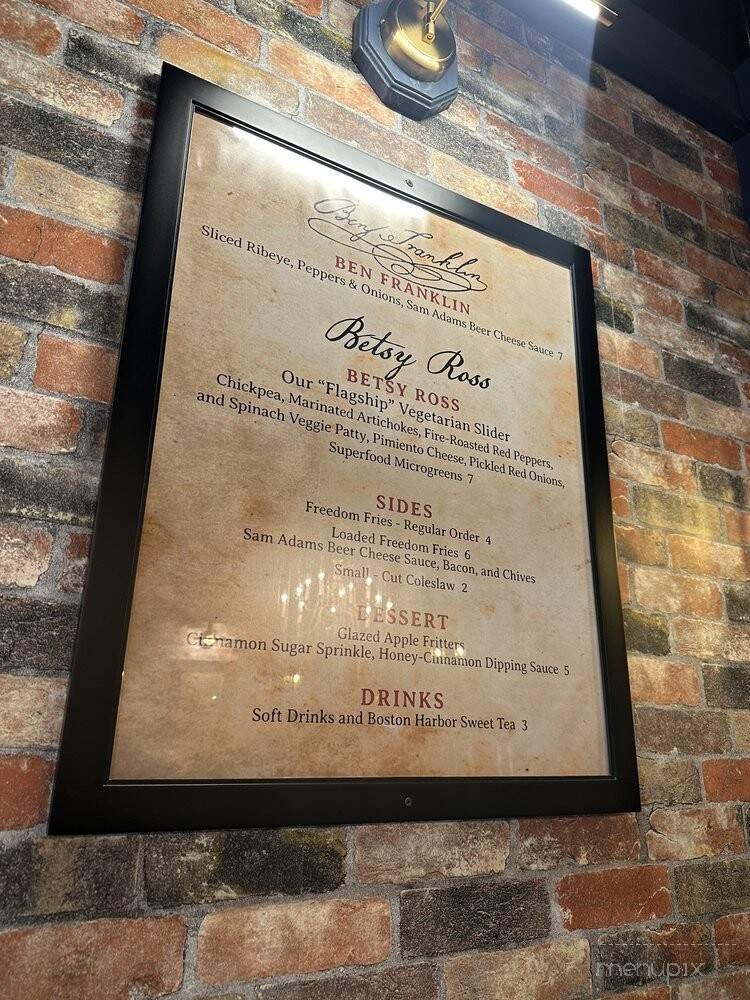 Benj Franklin
BEN FRANKLIN
Sliced Ribeye, Peppers & Onions, Sam Adams Beer Cheese Sauce 7
Betsy Ross
BETSY ROSS
Our “Flagship” Vegetarian Slider
Chickpea, Marinated Artichokes, Fire-Roasted Red Peppers,
and Spinach Veggie Patty, Pimiento Cheese, Pickled Red Onions,
Superfood Microgreens 7
SIDES
Freedom Fries - Regular Order 4
Loaded Freedom Fries 6
Sam Adams Beer Cheese Sauce, Bacon, and Chives
Small - Cut Coleslaw 2
DESSERT
Glazed Apple Fritters
Cinnamon Sugar Sprinkle, Honey-Cinnamon Dipping Sauce 5
DRINKS
Soft Drinks and Boston Harbor Sweet Tea 3
menupix